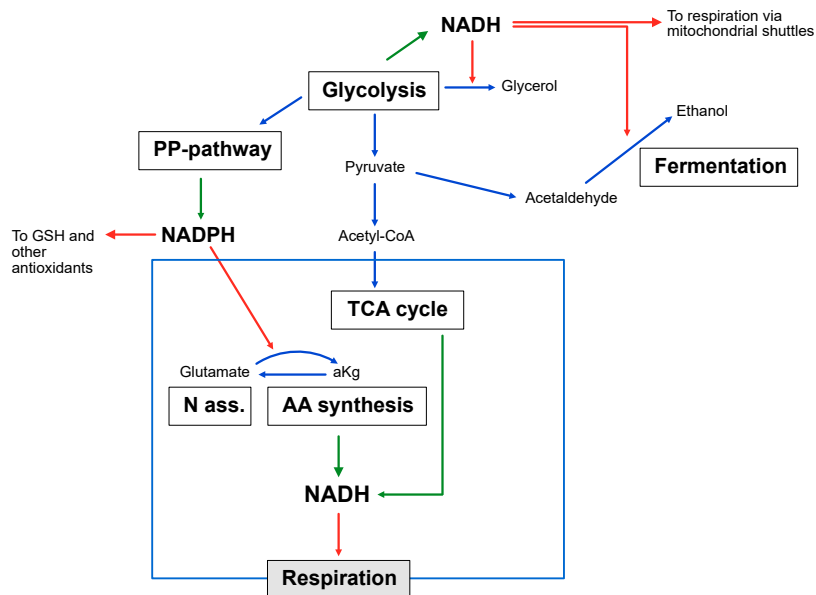 NADH
To respiration via
mitochondrial shuttles
Glycolysis
Glycerol
Ethanol
PP-pathway
Pyruvate
Fermentation
Acetaldehyde
To GSH and
other
antioxidants
NADPH
Acetyl-CoA
TCA cycle
Glutamate
aKg
N ass.
AA synthesis
NADH
Respiration